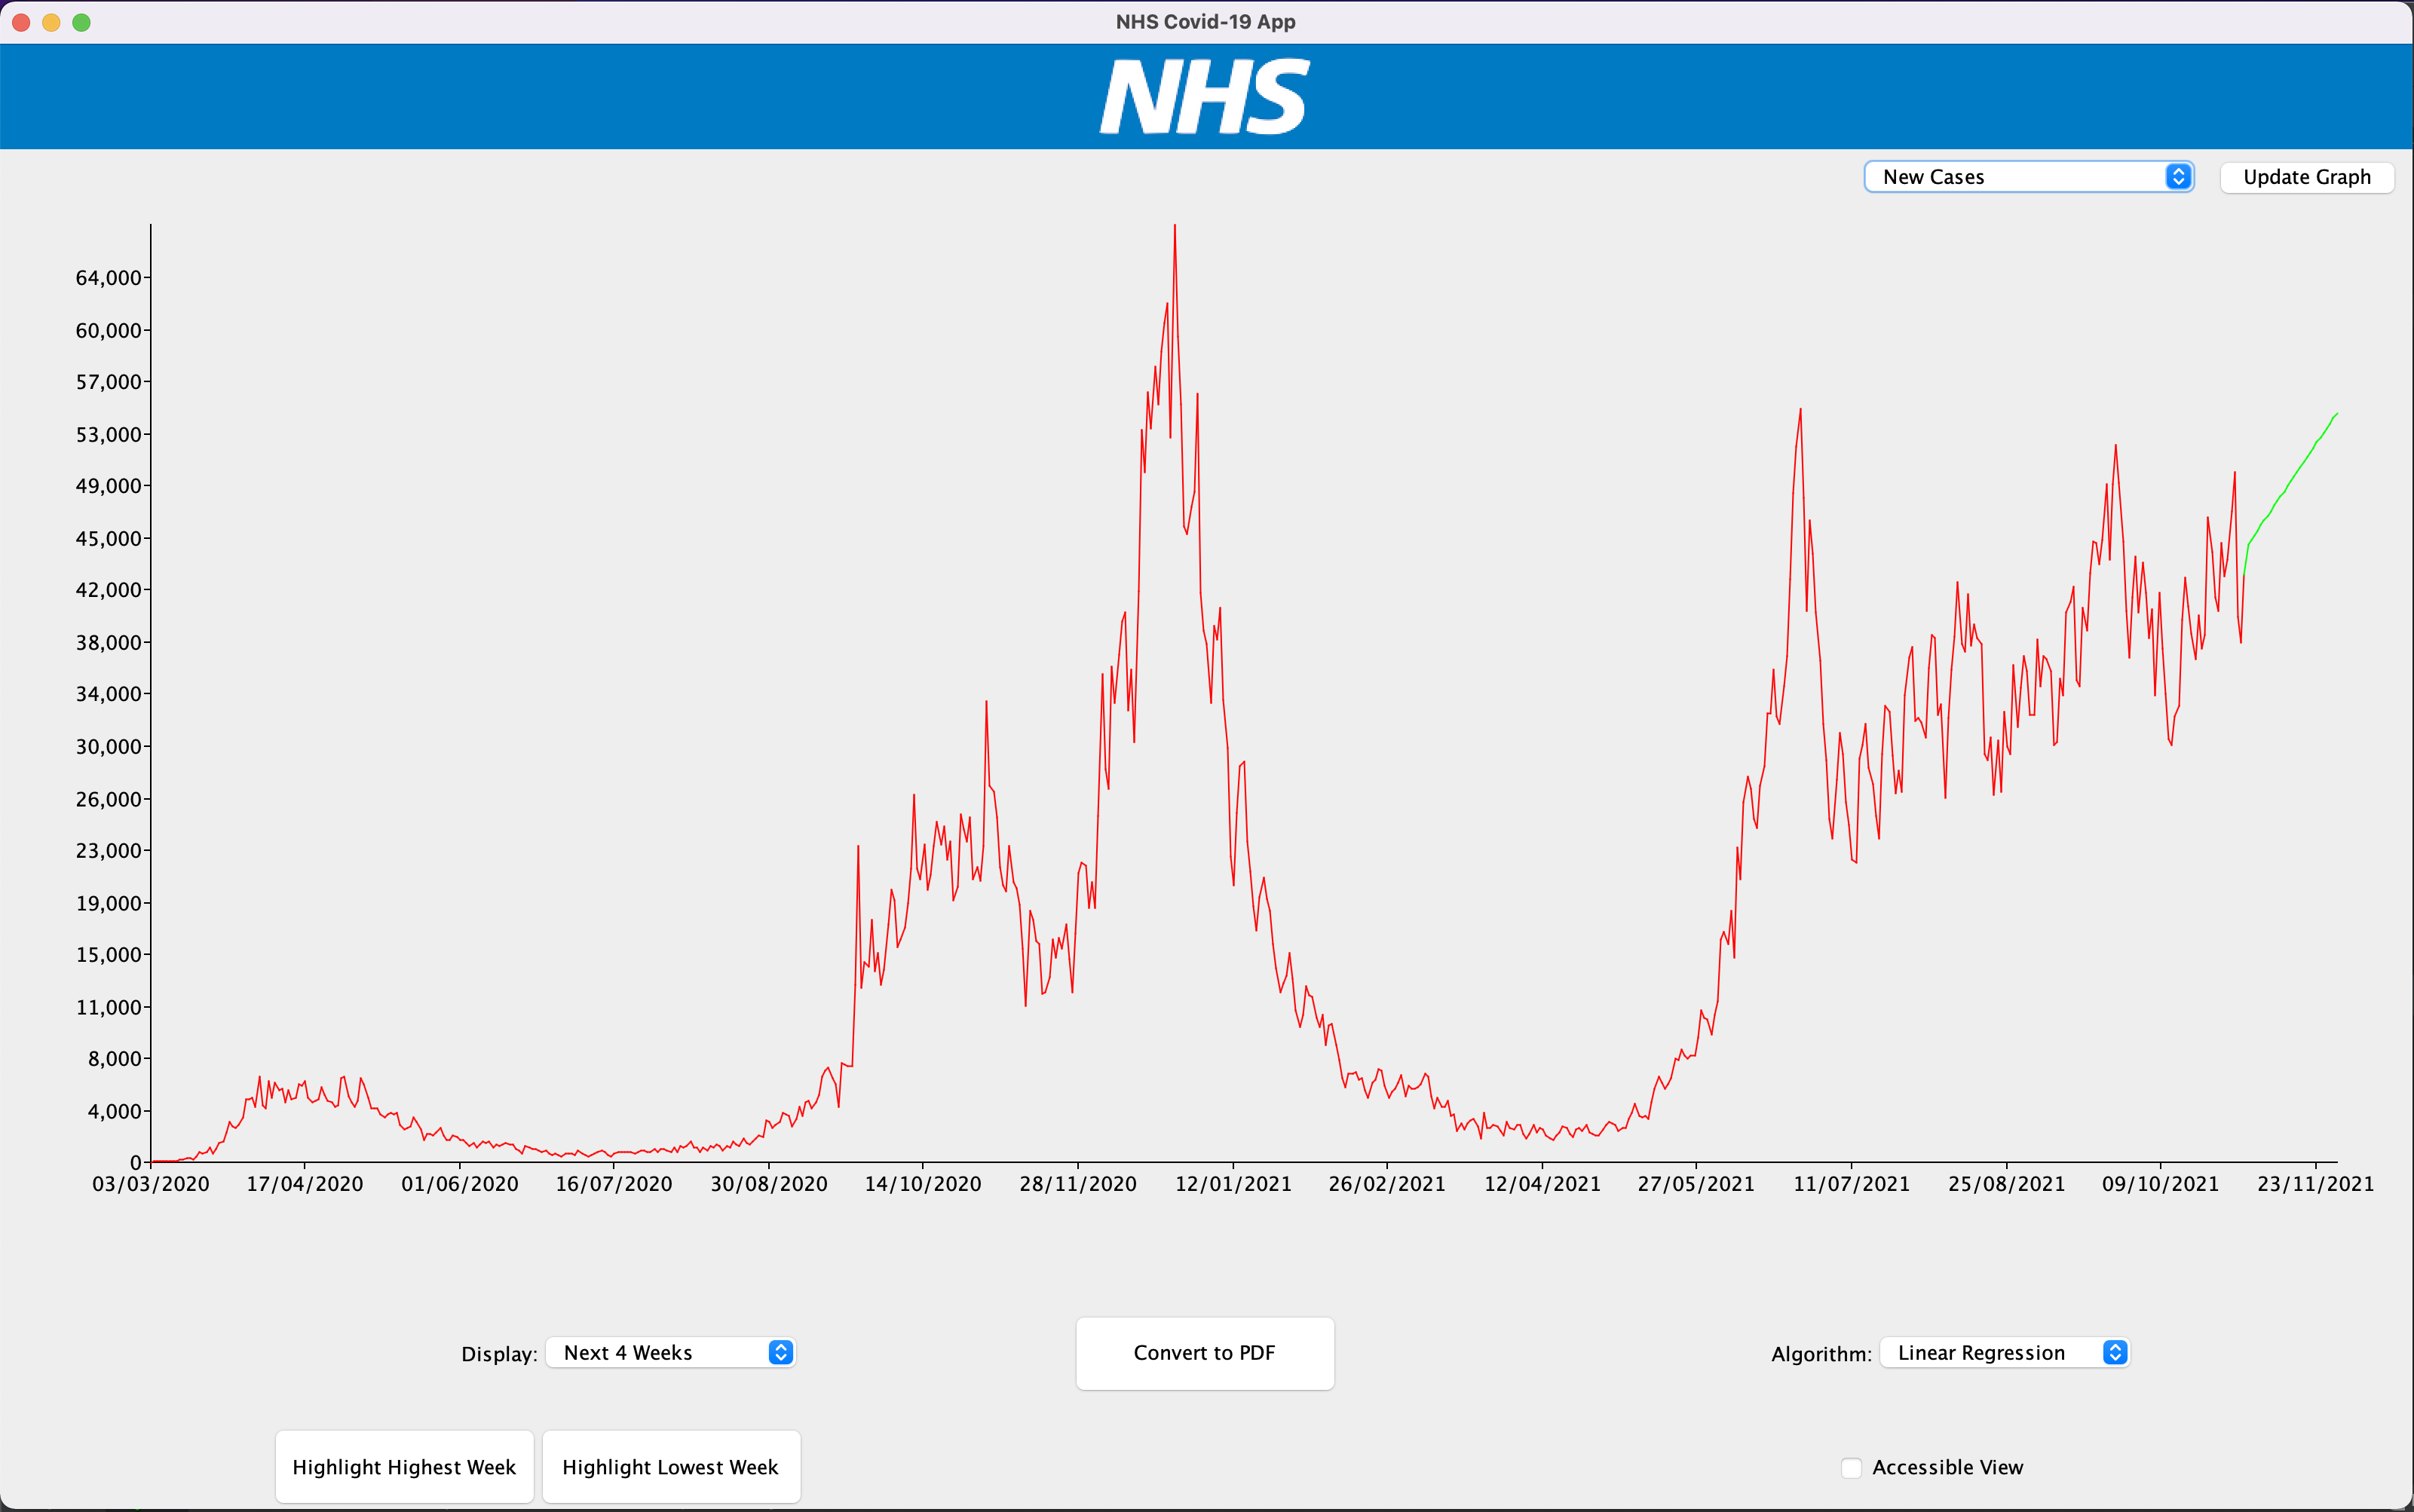 NHS Covid-19 App
NHS
New Cases
Update Graph
64,000
60,000
57,000
53,000
49,000
45,000
42,000
38,000
34,000
30,000
26,000
23,000
19,000
15,000
11,000
8,000
4,000
0
03/03/2020 17/04/2020 01/06/2020 16/07/2020 30/08/2020 14/10/2020 28/11/2020 12/01/2021 26/02/2021 12/04/2021 27/05/2021 11/07/2021 25/08/2021 09/10/2021 23/11/2021
Display: Next 4 Weeks
Convert to PDF
Algorithm: Linear Regression
Highlight Highest Week
Highlight Lowest Week
Accessible View